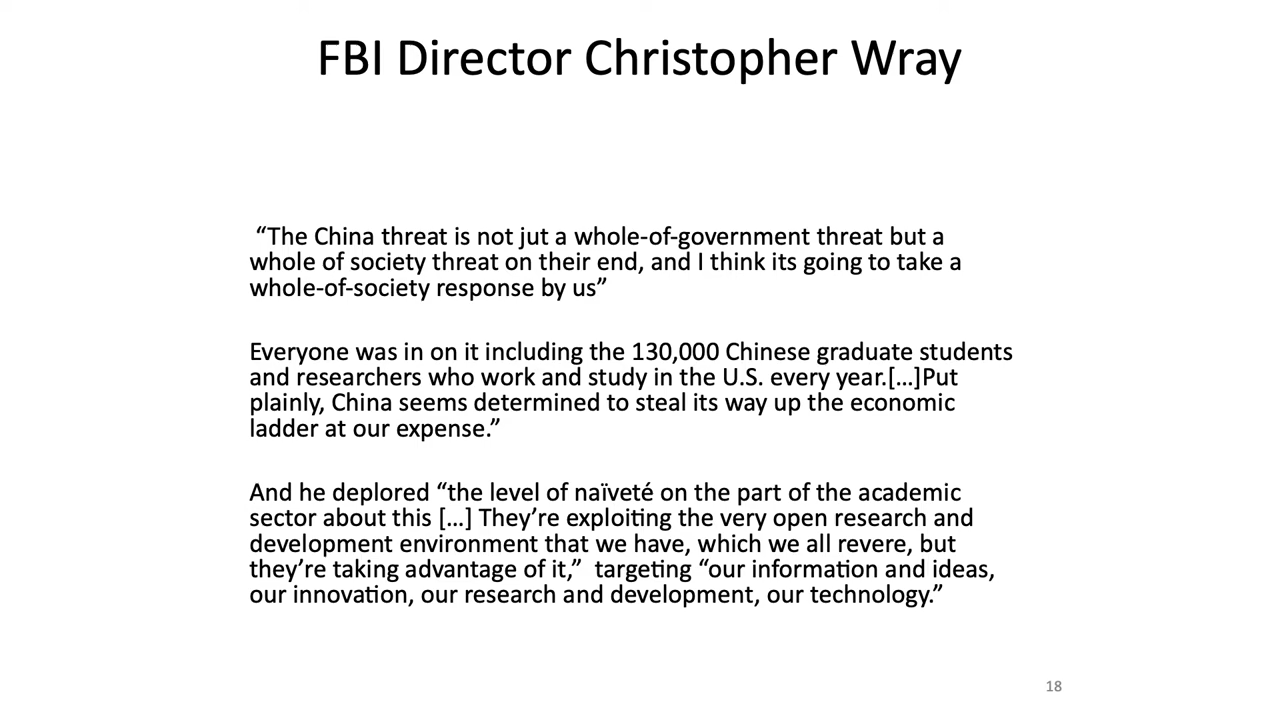 FBI Director Christopher Wray
“The China threat is not jut a whole-of-government threat but a
whole of society threat on their end, and I think its going to take a
whole-of-society response by us”
Everyone was in on it including the 130,000 Chinese graduate students
and researchers who work and study in the U.S. every year.[…]Put
plainly, China seems determined to steal its way up the economic
ladder at our expense.”
And he deplored “the level of naïveté on the part of the academic
sector about this […] They’re exploiting the very open research and
development environment that we have, which we all revere, but
they’re taking advantage of it,”  targeting “our information and ideas,
our innovation, our research and development, our technology.”
18